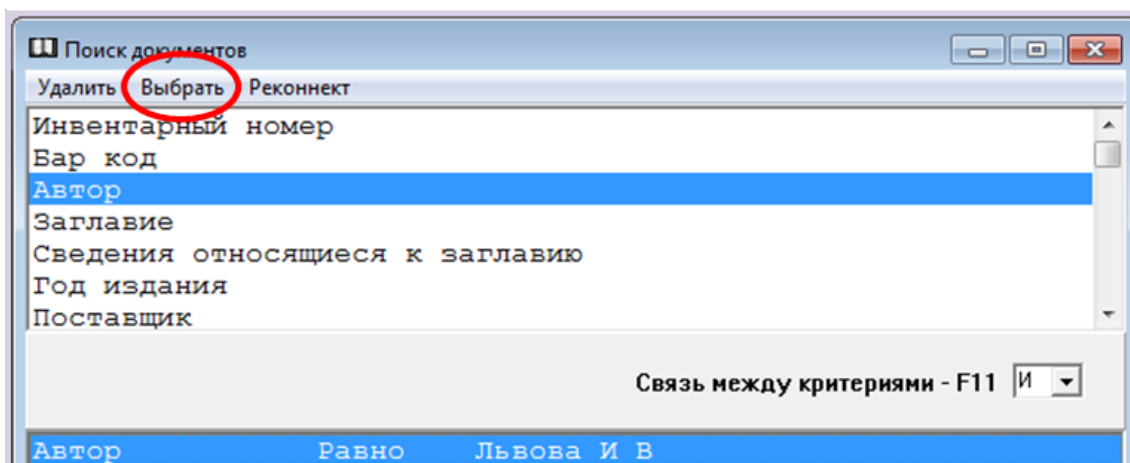 Поиск документов
Удалить Выбрать Реконнект
Инвентарный номер
Бар код
Автор
Заглавие
Сведения относящиеся к заглавию
Год издания
Поставщик
Связь между критериями - F11 И
Автор Равно Львова И В